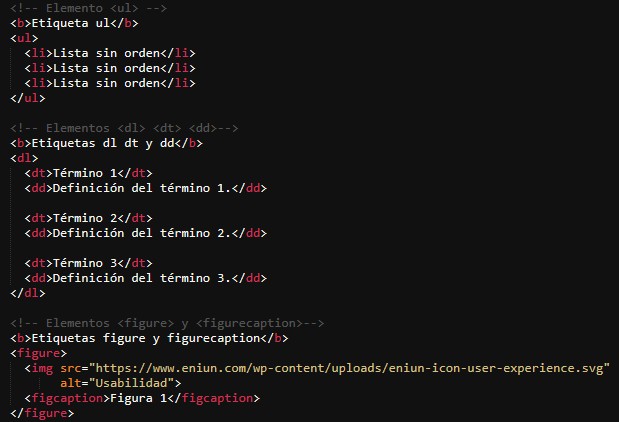 <!-- Elemento <ul> -->
<b>Etiqueta ul</b>
<ul>
  <li>Lista sin orden</li>
  <li>Lista sin orden</li>
  <li>Lista sin orden</li>
</ul>

<!-- Elementos <dl> <dt> <dd>-->
<b>Etiquetas dl dt y dd</b>
<dl>
  <dt>Término 1</dt>
  <dd>Definición del término 1.</dd>

  <dt>Término 2</dt>
  <dd>Definición del término 2.</dd>

  <dt>Término 3</dt>
  <dd>Definición del término 3.</dd>
</dl>

<!-- Elementos <figure> y <figurecaption>-->
<b>Etiquetas figure y figurecaption</b>
<figure>
  <img src="https://www.eniun.com/wp-content/uploads/eniun-icon-user-experience.svg"
       alt="Usabilidad">
  <figcaption>Figura 1</figcaption>
</figure>